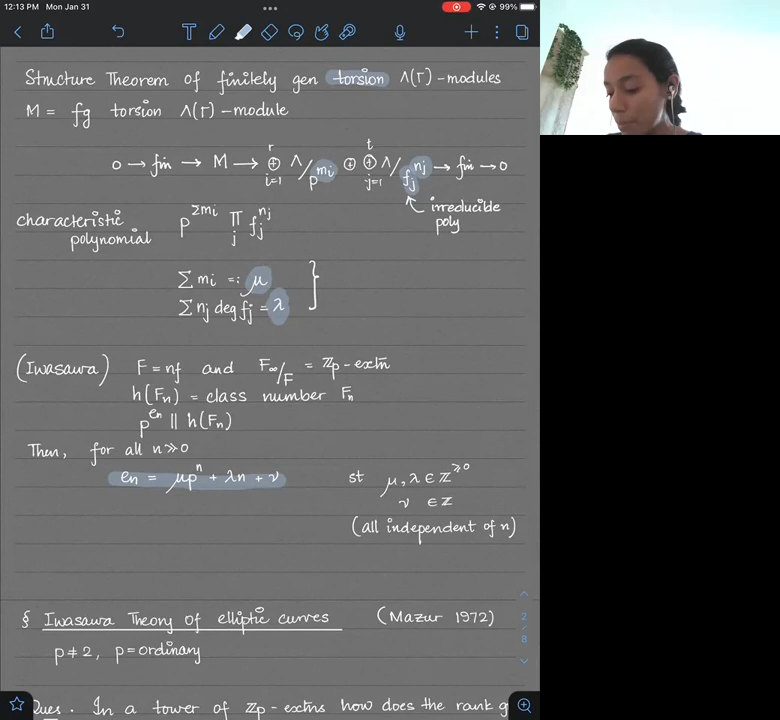 12:13 PM Mon Jan 31
99%
Structure Theorem of finitely gen torsion Λ(Γ)-modules
M = fg torsion Λ(Γ)-module
0 → fin → M → ⊕_{i=1}^{r} Λ/p^{mi} ⊕ ⊕_{j=1}^{t} Λ/f_j^{nj} → fin → 0
irreducible
poly
characteristic
polynomial p^{Σmi} ∏_j f_j^{nj}
Σ mi =: μ
Σ nj deg fj = λ
(Iwasawa) F = nf and F∞/F = ℤp-extn
h(Fn) = class number Fn
p^{en} || h(Fn)
Then, for all n≫0
en = μp^n + λn + ν st μ, λ ∈ ℤ^{≥0}
ν ∈ ℤ
(all independent of n)
§ Iwasawa Theory of elliptic curves (Mazur 1972)
p ≠ 2, p = ordinary
2
/
8
Ques. In a tower of ℤp-extns how does the rank g